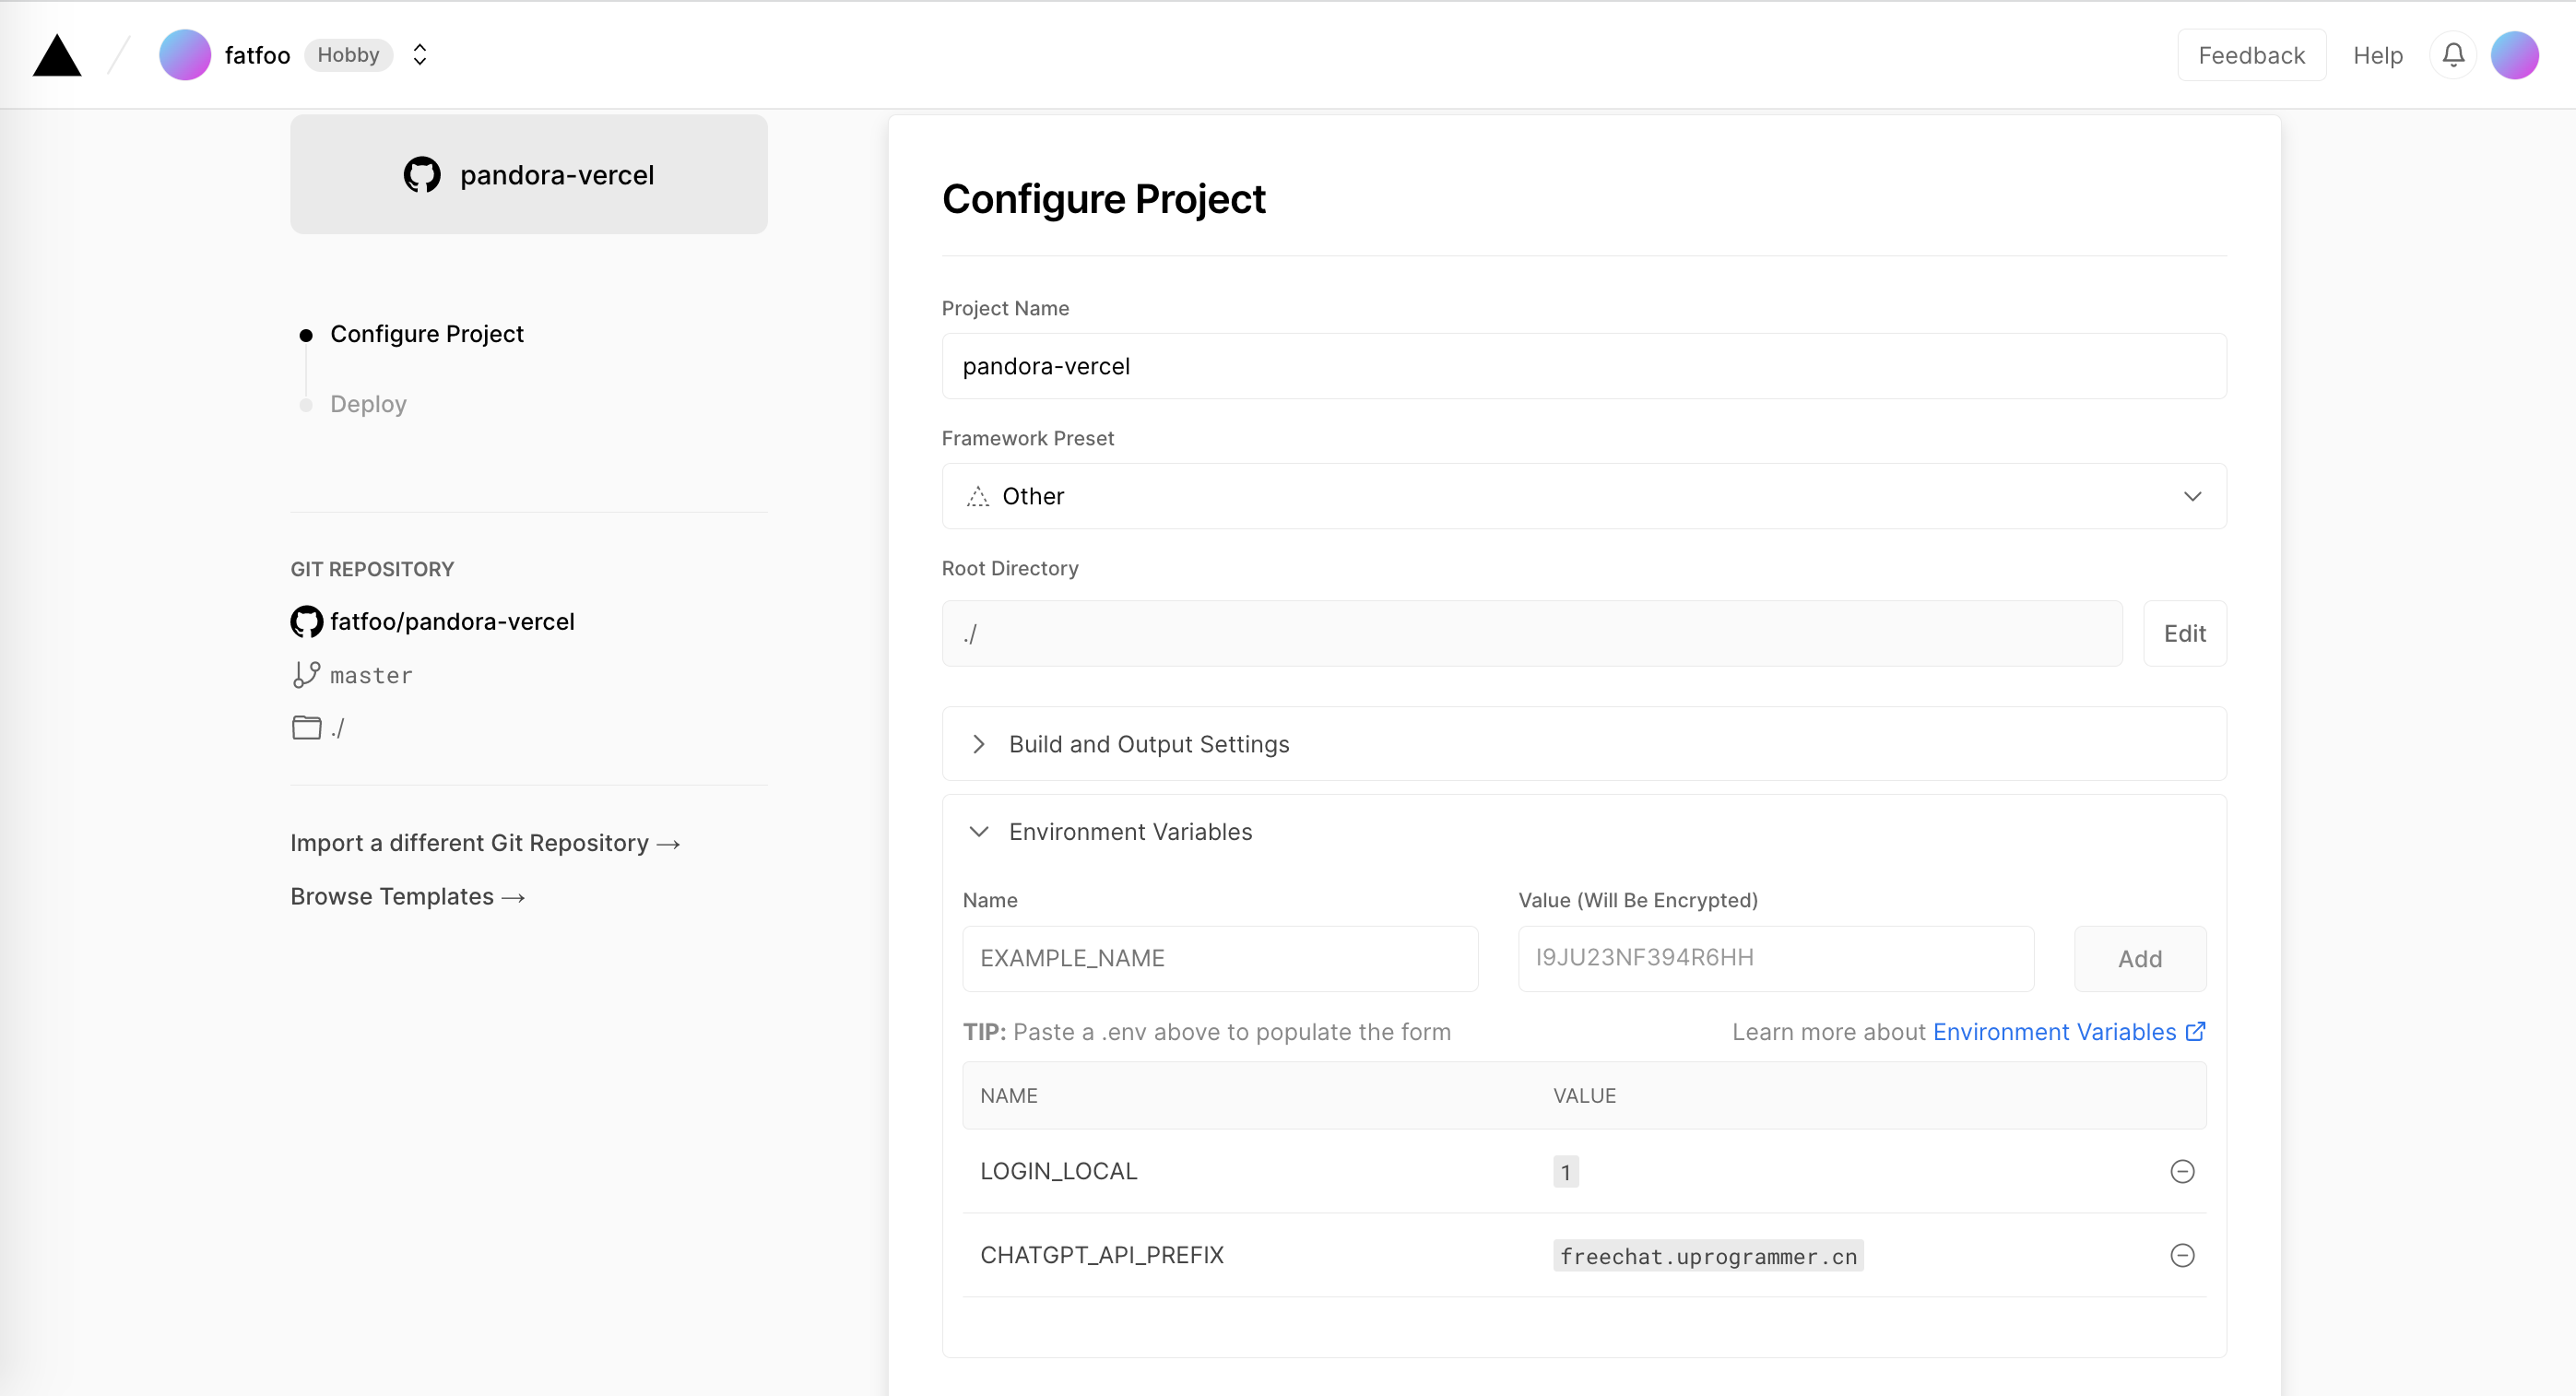 fatfoo Hobby
Feedback Help
pandora-vercel
Configure Project
Deploy
GIT REPOSITORY
fatfoo/pandora-vercel
master
./
Import a different Git Repository →
Browse Templates →
Configure Project
Project Name
pandora-vercel
Framework Preset
Other
Root Directory
./ Edit
Build and Output Settings
Environment Variables
Name Value (Will Be Encrypted)
EXAMPLE_NAME I9JU23NF394R6HH Add
TIP: Paste a .env above to populate the form Learn more about Environment Variables
NAME VALUE
LOGIN_LOCAL 1
CHATGPT_API_PREFIX freechat.uprogrammer.cn